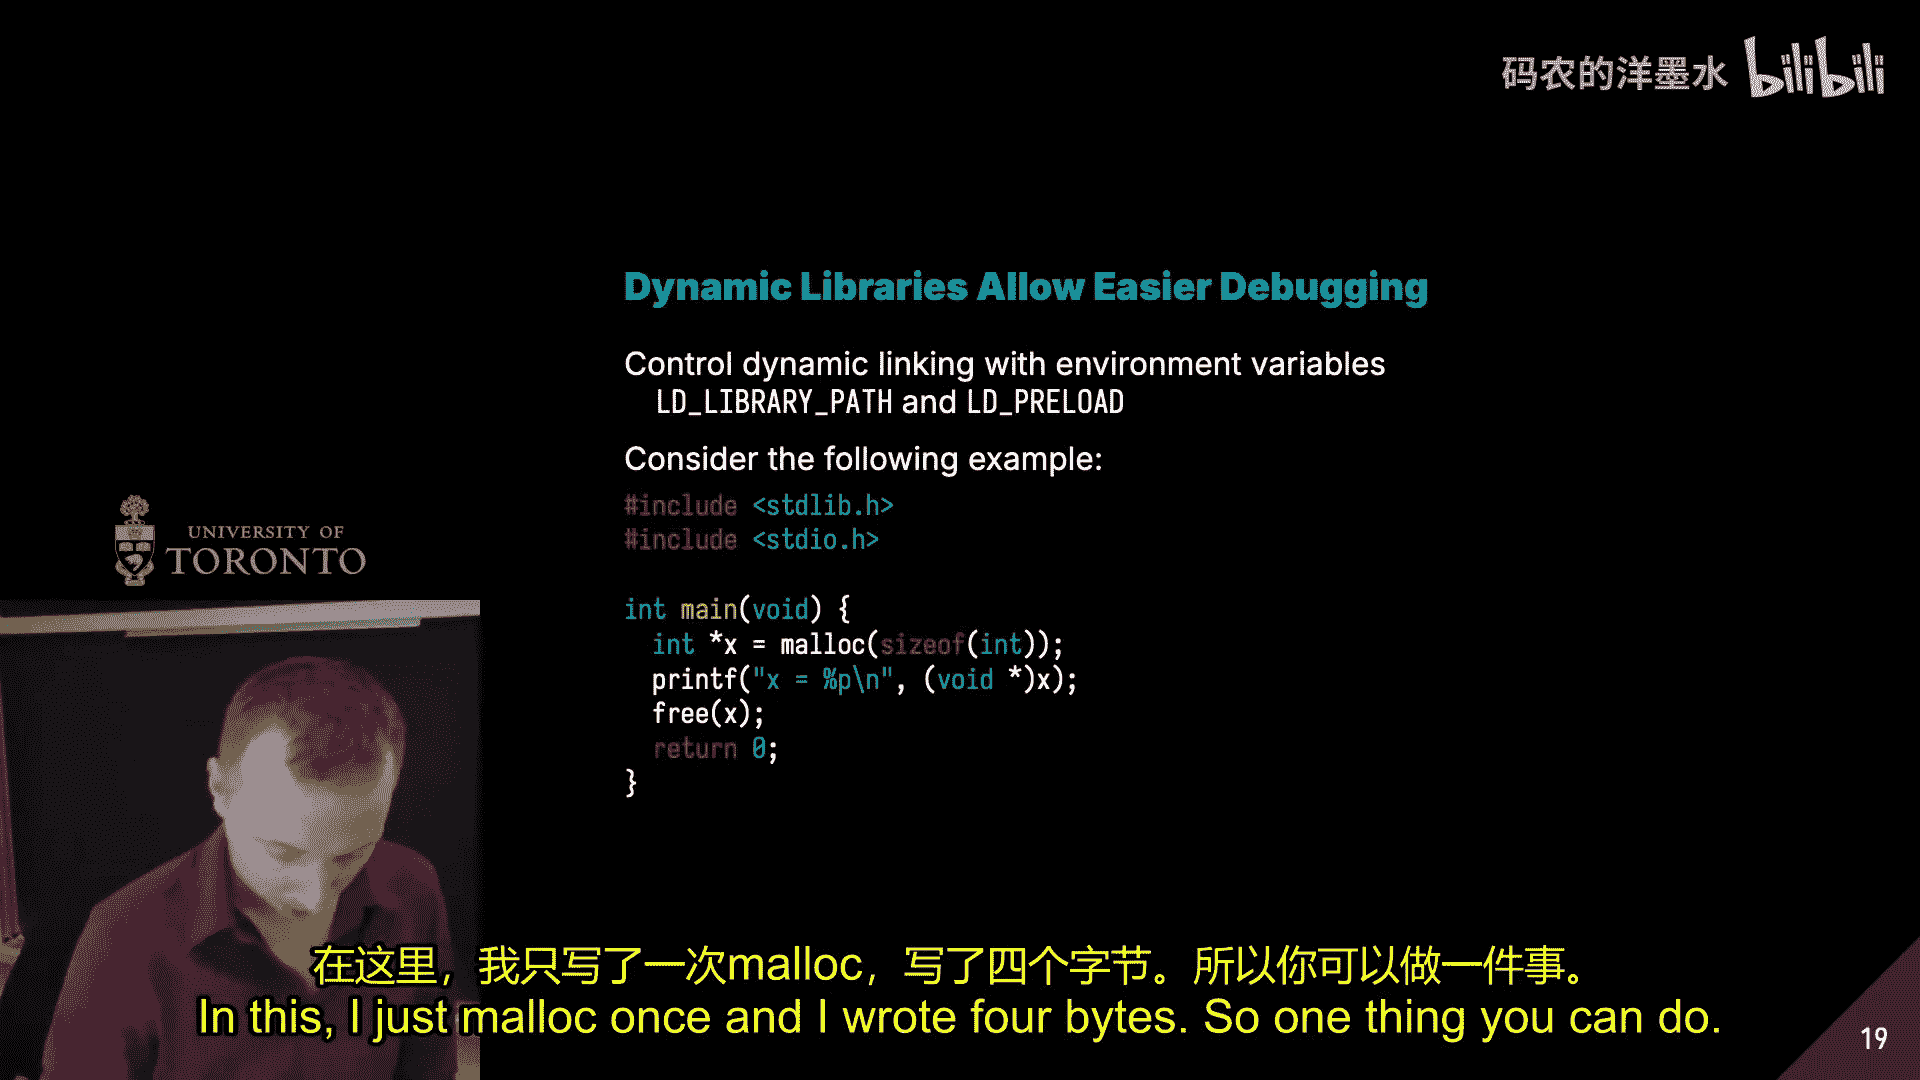 码农的洋墨水 bilibili
Dynamic Libraries Allow Easier Debugging
Control dynamic linking with environment variables
LD_LIBRARY_PATH and LD_PRELOAD
Consider the following example:
#include <stdlib.h>
#include <stdio.h>
int main(void) {
int *x = malloc(sizeof(int));
printf("x = %p\n", (void *)x);
free(x);
return 0;
}
UNIVERSITY OF
TORONTO
在这里，我只写了一次malloc，写了四个字节。所以你可以做一件事。
In this, I just malloc once and I wrote four bytes. So one thing you can do.
19